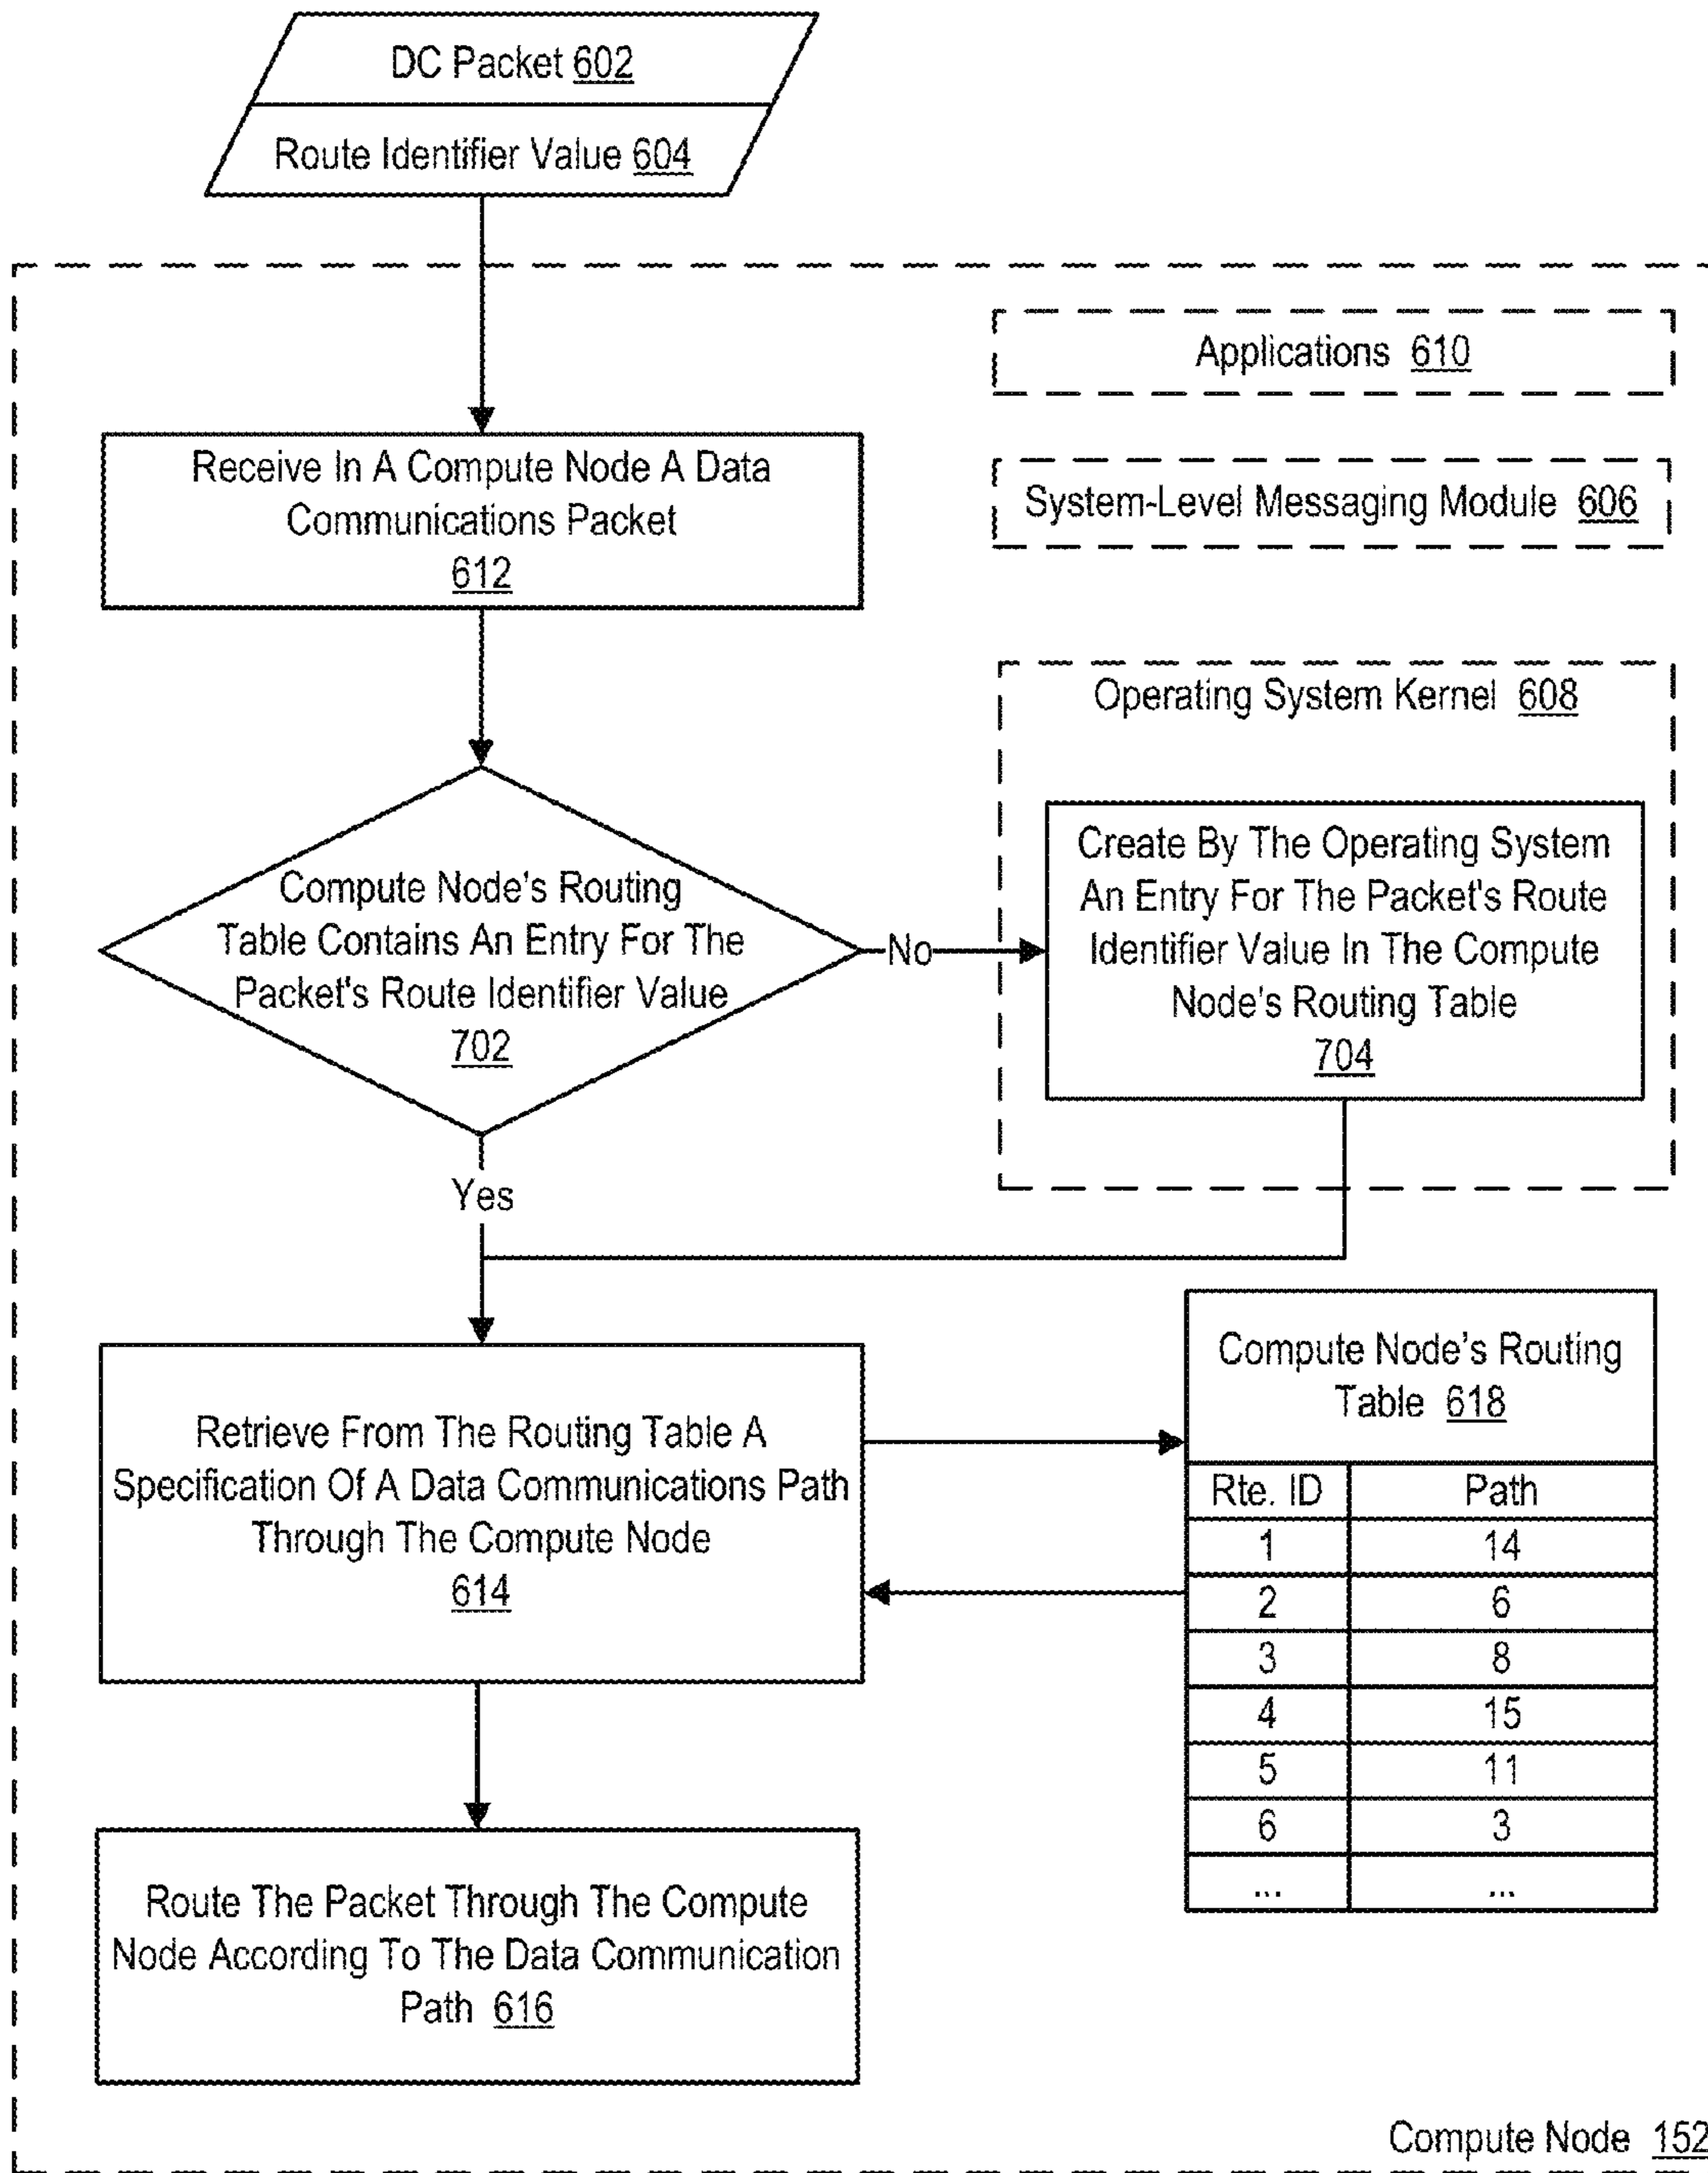 DC Packet 602
Route Identifier Value 604
Applications 610
Receive In A Compute Node A Data
Communications Packet
612
System-Level Messaging Module 606
Operating System Kernel 608
Compute Node's Routing
Table Contains An Entry For The
Packet's Route Identifier Value
702
No
Create By The Operating System
An Entry For The Packet's Route
Identifier Value In The Compute
Node's Routing Table
704
Yes
Retrieve From The Routing Table A
Specification Of A Data Communications Path
Through The Compute Node
614
Compute Node's Routing
Table 618
Rte. ID Path
1 14
2 6
3 8
4 15
5 11
6 3
... ...
Route The Packet Through The Compute
Node According To The Data Communication
Path 616
Compute Node 152